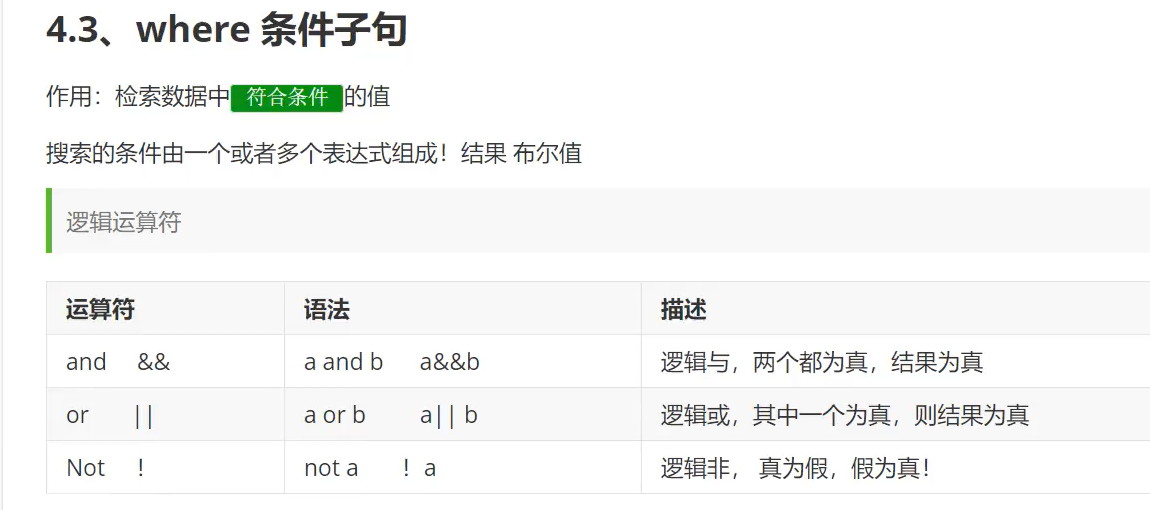 4.3、where 条件子句
作用：检索数据中 符合条件 的值
搜索的条件由一个或者多个表达式组成！结果 布尔值
逻辑运算符
运算符 语法 描述
and && a and b a&&b 逻辑与，两个都为真，结果为真
or || a or b a|| b 逻辑或，其中一个为真，则结果为真
Not ! not a ! a 逻辑非， 真为假，假为真！